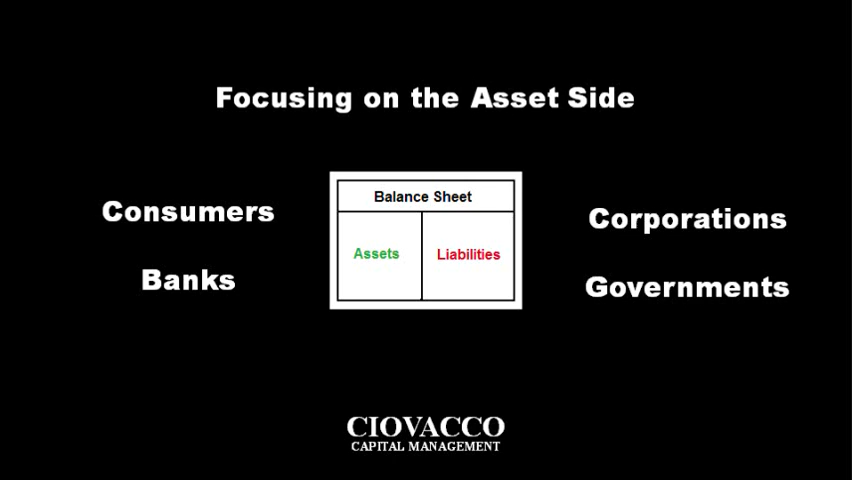 Focusing on the Asset Side
Balance Sheet
Consumers
Assets
Liabilities
Corporations
Banks
Governments
CIOVACCO
CAPITAL MANAGEMENT